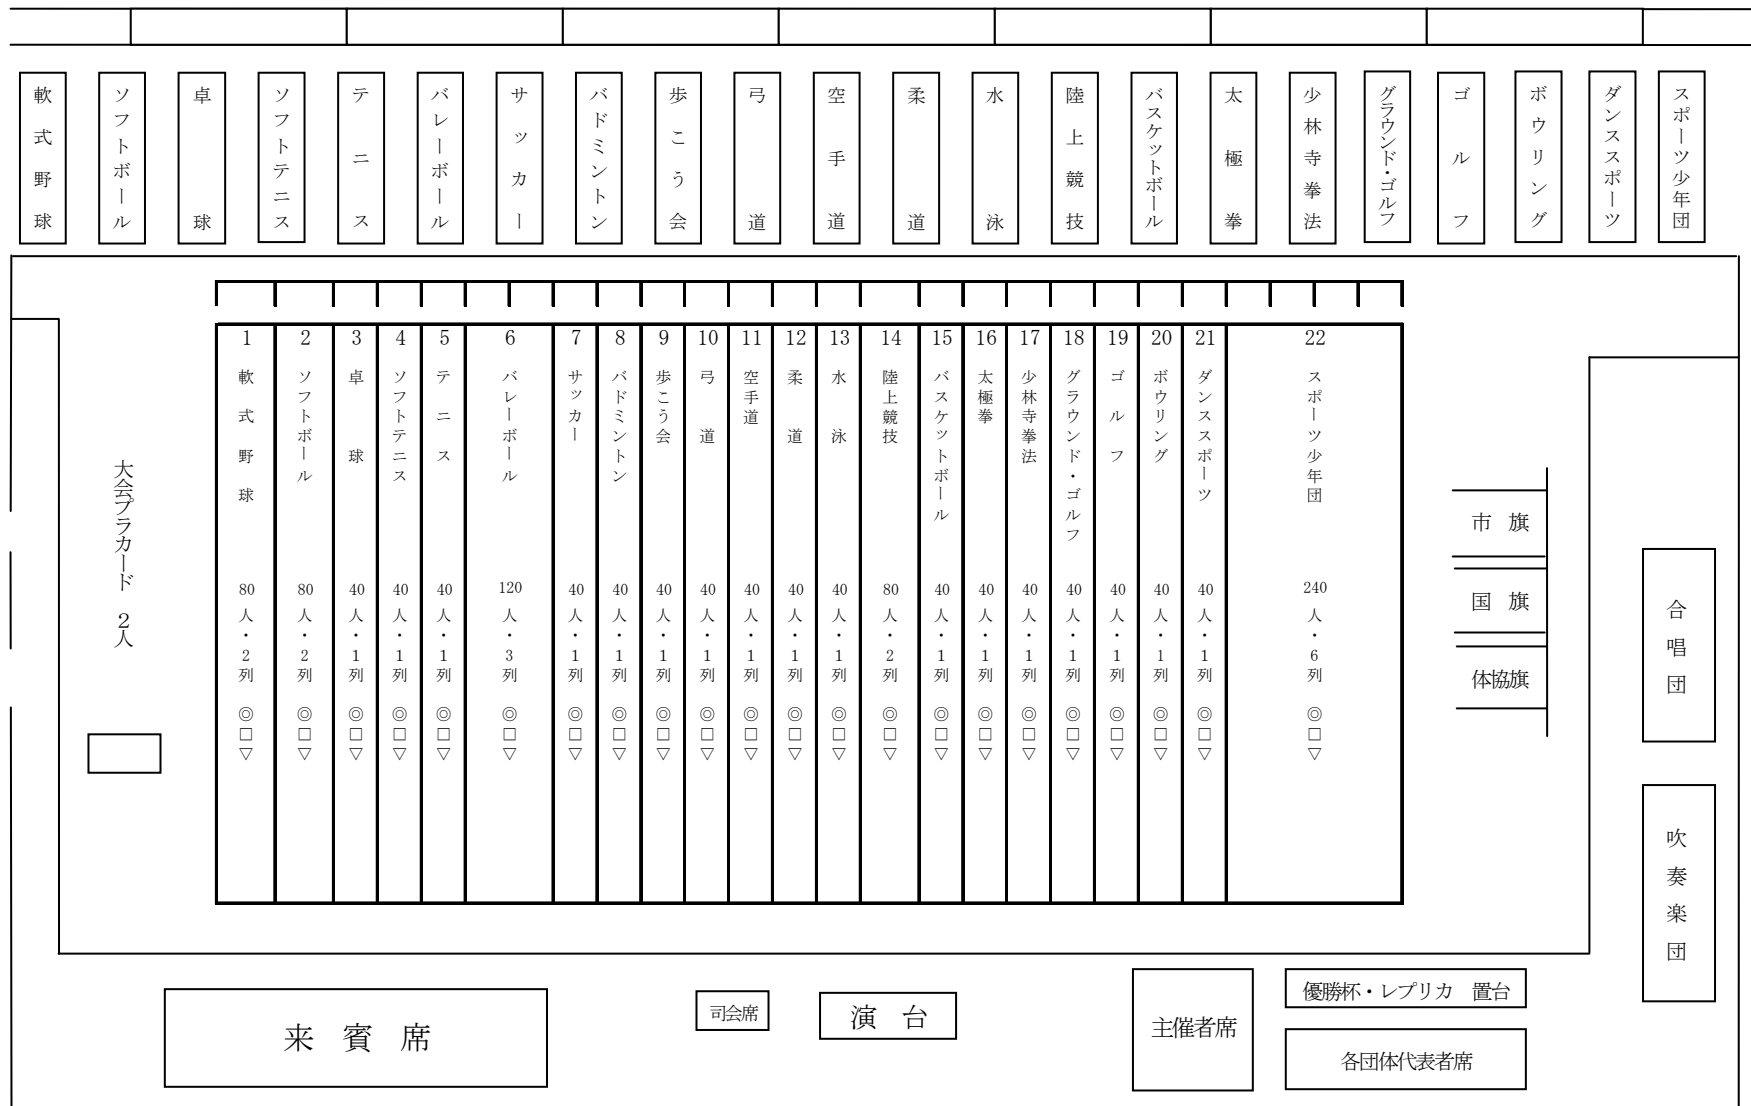 軟式野球
ソフトボール
卓球
ソフトテニス
テニス
バレーボール
サッカー
バドミントン
歩こう会
弓道
空手道
柔道
水泳
陸上競技
バスケットボール
太極拳
少林寺拳法
グラウンド・ゴルフ
ゴルフ
ボウリング
ダンススポーツ
スポーツ少年団
大会プラカード 2人
1 軟式野球 80人・2列 ◎□▽
2 ソフトボール 80人・2列 ◎□▽
3 卓球 40人・1列 ◎□▽
4 ソフトテニス 40人・1列 ◎□▽
5 テニス 40人・1列 ◎□▽
6 バレーボール 120人・3列 ◎□▽
7 サッカー 40人・1列 ◎□▽
8 バドミントン 40人・1列 ◎□▽
9 歩こう会 40人・1列 ◎□▽
10 弓道 40人・1列 ◎□▽
11 空手道 40人・1列 ◎□▽
12 柔道 40人・1列 ◎□▽
13 水泳 40人・1列 ◎□▽
14 陸上競技 80人・2列 ◎□▽
15 バスケットボール 40人・1列 ◎□▽
16 太極拳 40人・1列 ◎□▽
17 少林寺拳法 40人・1列 ◎□▽
18 グラウンド・ゴルフ 40人・1列 ◎□▽
19 ゴルフ 40人・1列 ◎□▽
20 ボウリング 40人・1列 ◎□▽
21 ダンススポーツ 40人・1列 ◎□▽
22 スポーツ少年団 240人・6列 ◎□▽
市旗
国旗
体協旗
合唱団
吹奏楽団
来賓席
司会席
演台
主催者席
優勝杯・レプリカ 置台
各団体代表者席